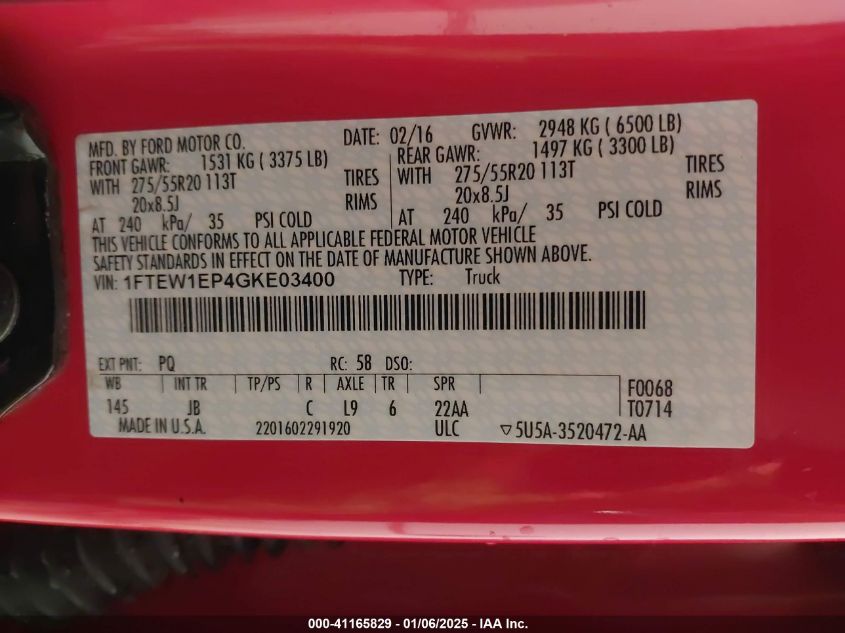 MFD. BY FORD MOTOR CO. DATE: 02/16 GVWR: 2948 KG ( 6500 LB)
FRONT GAWR: 1531 KG ( 3375 LB) REAR GAWR: 1497 KG ( 3300 LB)
WITH 275/55R20 113T TIRES WITH 275/55R20 113T TIRES
20x8.5J RIMS 20x8.5J RIMS
AT 240 kPa/ 35 PSI COLD AT 240 kPa/ 35 PSI COLD
THIS VEHICLE CONFORMS TO ALL APPLICABLE FEDERAL MOTOR VEHICLE
SAFETY STANDARDS IN EFFECT ON THE DATE OF MANUFACTURE SHOWN ABOVE.
VIN: 1FTEW1EP4GKE03400 TYPE: Truck
EXT PNT: PQ RC: 58 DSO:
WB INT TR TP/PS R AXLE TR SPR F0068
145 JB C L9 6 22AA T0714
MADE IN U.S.A. 2201602291920 ULC ▽5U5A-3520472-AA
000-41165829 - 01/06/2025 - IAA Inc.